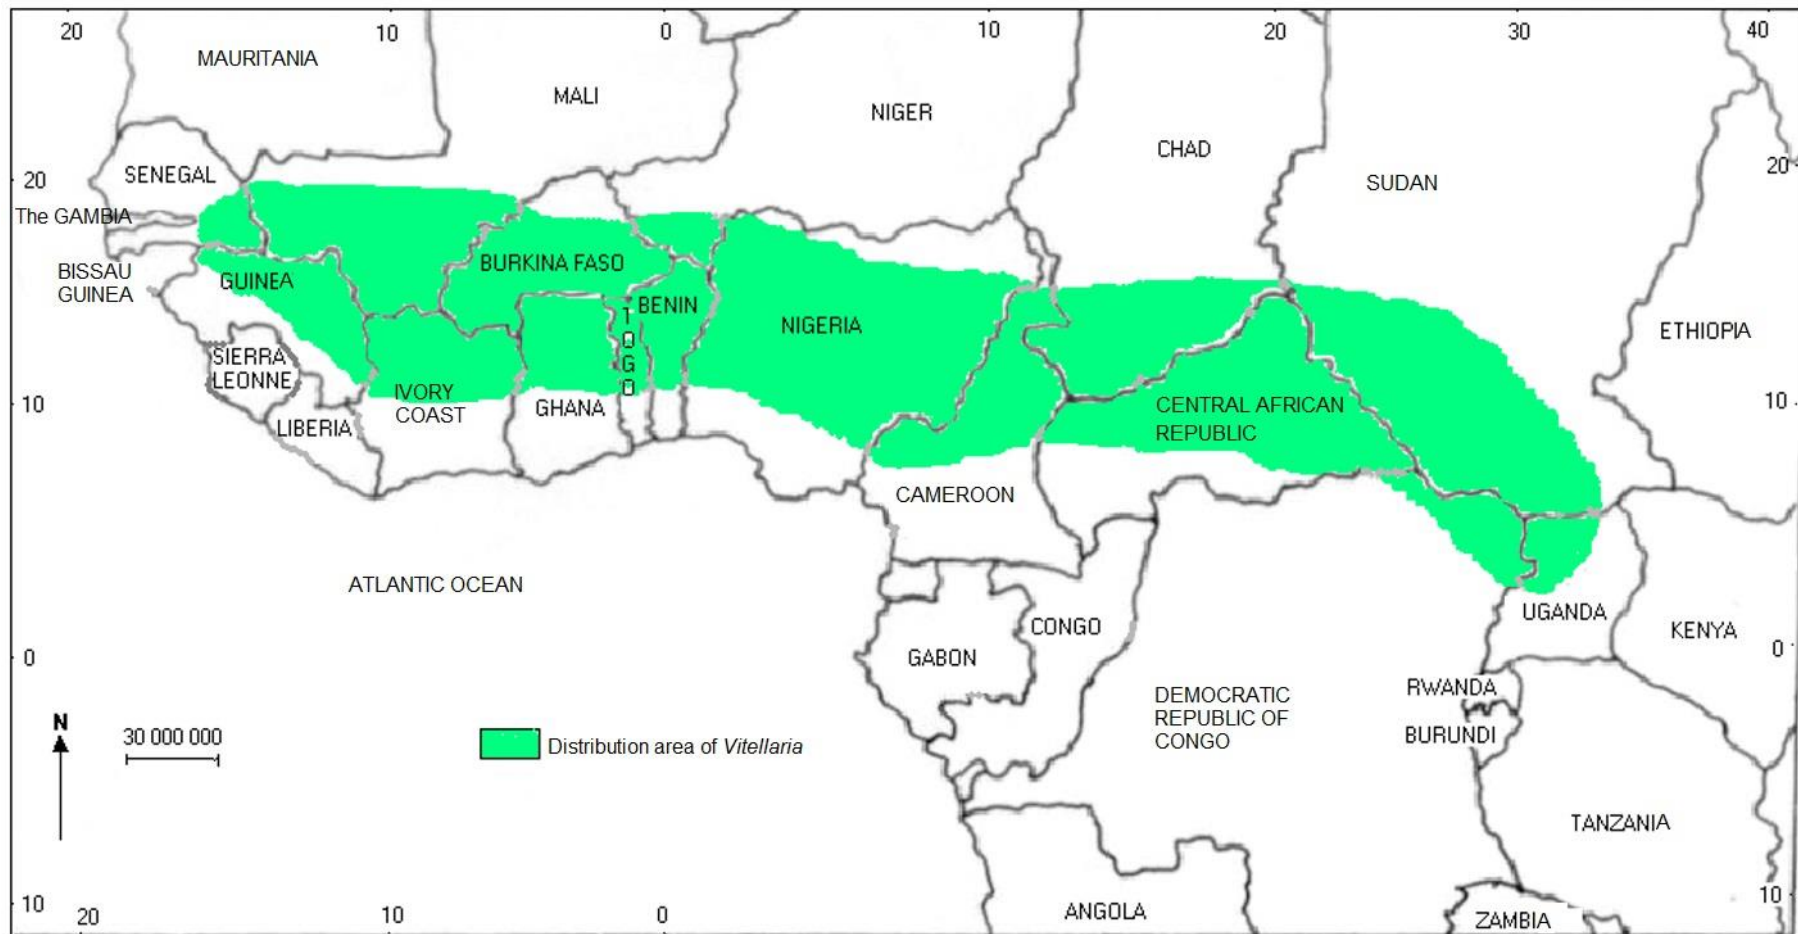 20 10 0 10 20 30 40
MAURITANIA
MALI
NIGER
CHAD
SENEGAL
SUDAN
20
20
The GAMBIA
BISSAU
GUINEA
GUINEA
BURKINA FASO
BENIN
TOGO
NIGERIA
ETHIOPIA
SIERRA
LEONNE
IVORY
COAST
GHANA
LIBERIA
CENTRAL AFRICAN
REPUBLIC
10
10
CAMEROON
ATLANTIC OCEAN
UGANDA
KENYA
CONGO
GABON
0
0
RWANDA
BURUNDI
DEMOCRATIC
REPUBLIC OF
CONGO
N
30 000 000
Distribution area of Vitellaria
TANZANIA
ANGOLA
ZAMBIA
10
10
20 10 0